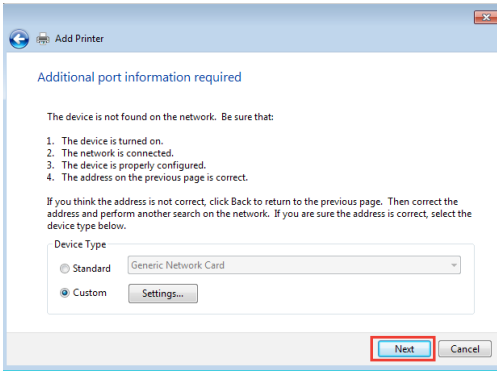 Add Printer
Additional port information required
The device is not found on the network. Be sure that:
1. The device is turned on.
2. The network is connected.
3. The device is properly configured.
4. The address on the previous page is correct.
If you think the address is not correct, click Back to return to the previous page. Then correct the
address and perform another search on the network. If you are sure the address is correct, select the
device type below.
Device Type
Standard Generic Network Card
Custom Settings...
Next Cancel